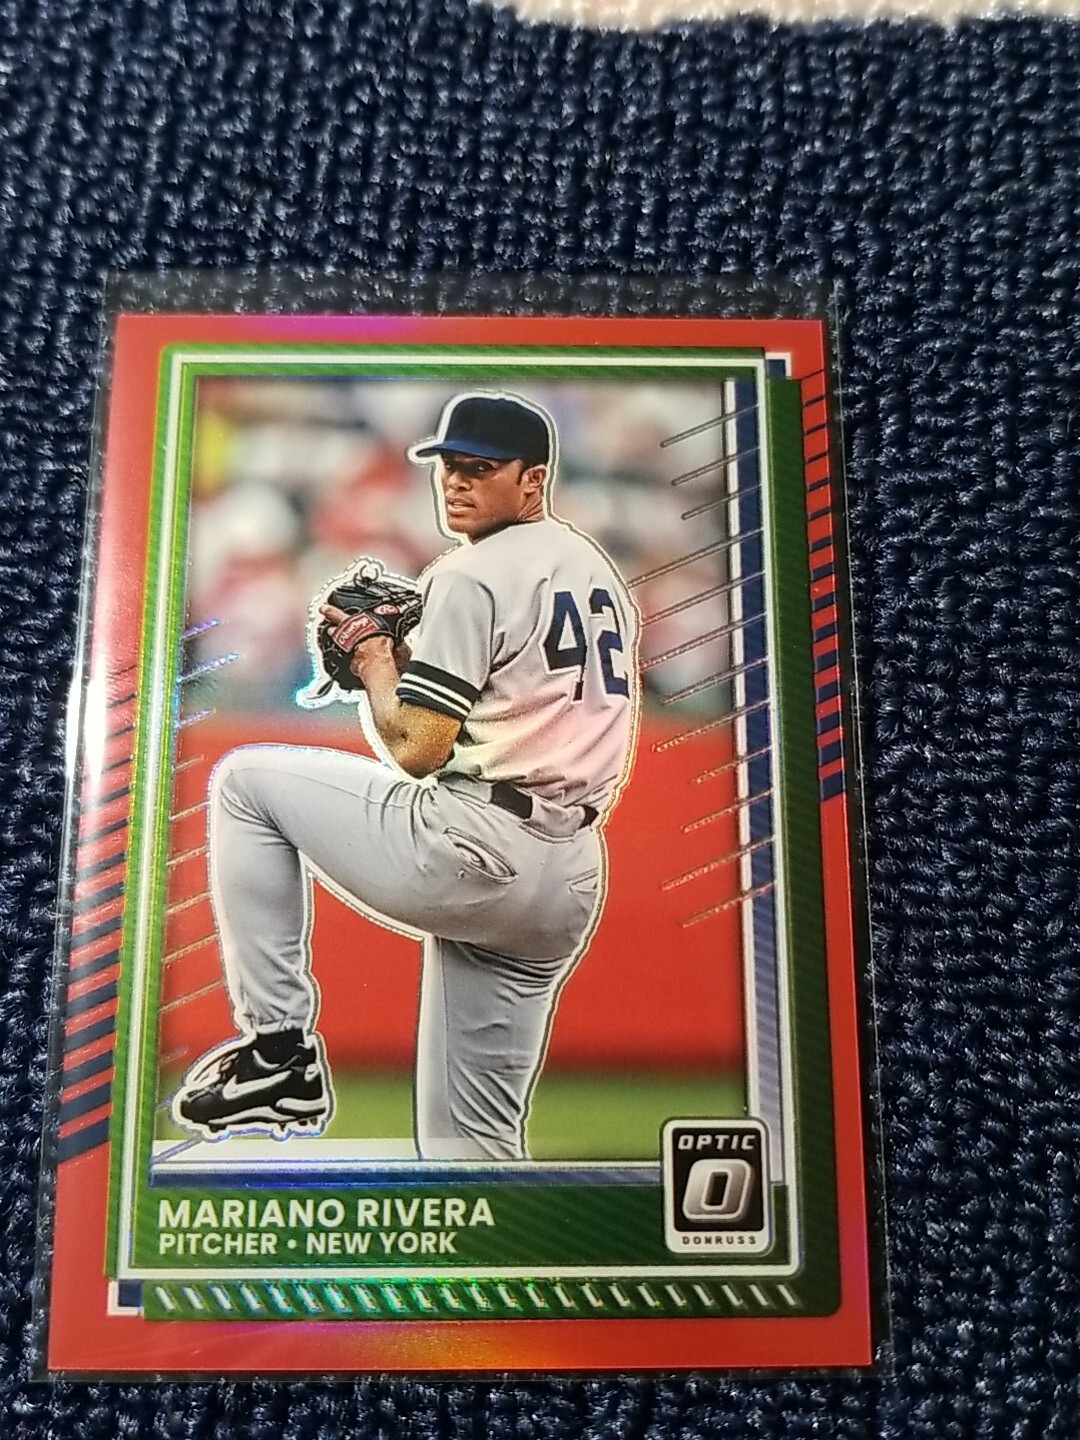 42
OPTIC
O
DONRUSS
MARIANO RIVERA
PITCHER • NEW YORK